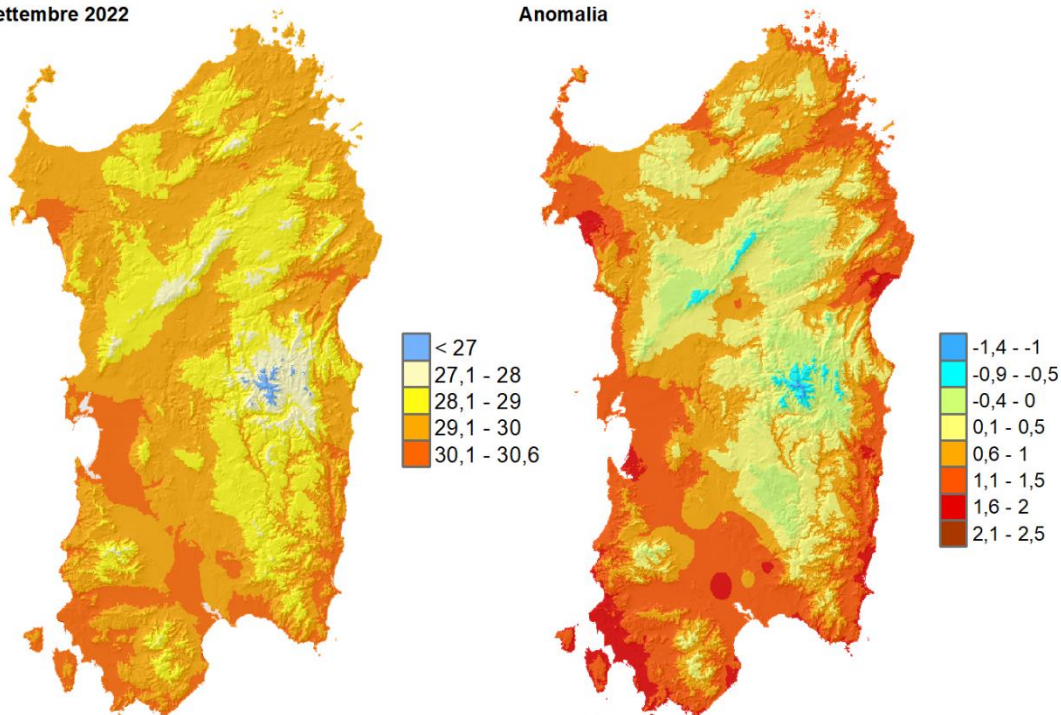 ettembre 2022
Anomalia
< 27
27,1 - 28
28,1 - 29
29,1 - 30
30,1 - 30,6
-1,4 - -1
-0,9 - -0,5
-0,4 - 0
0,1 - 0,5
0,6 - 1
1,1 - 1,5
1,6 - 2
2,1 - 2,5